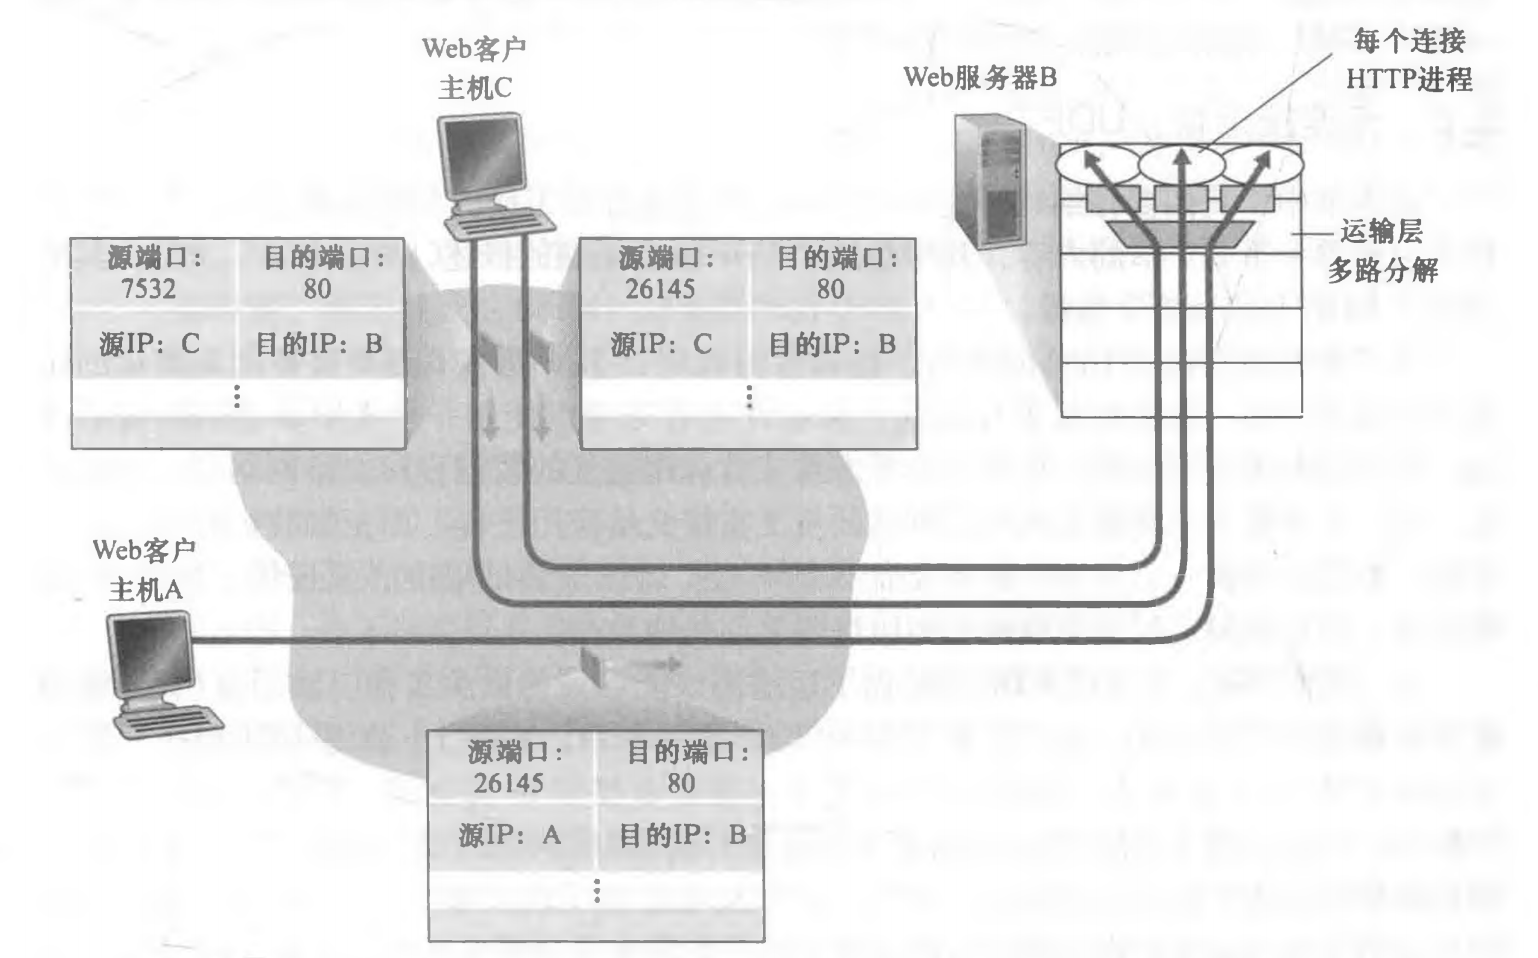 Web客户
主机C
Web服务器B
每个连接
HTTP进程
运输层
多路分解
源端口: 目的端口:
7532 80
源IP: C 目的IP: B
⋮
源端口: 目的端口:
26145 80
源IP: C 目的IP: B
⋮
Web客户
主机A
源端口: 目的端口:
26145 80
源IP: A 目的IP: B
⋮